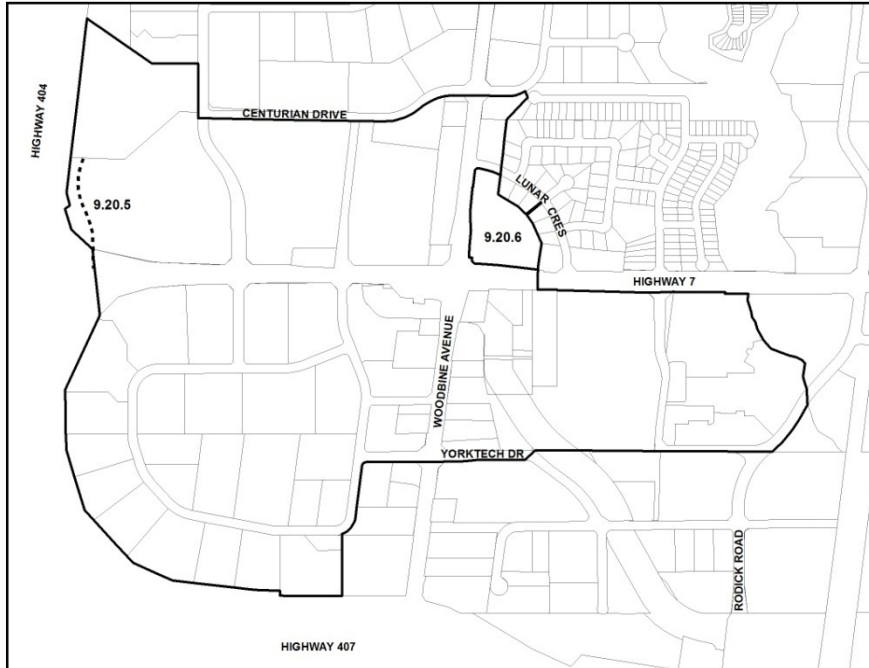 HIGHWAY 404
CENTURIAN DRIVE
9.20.5
LUNAR CRES
9.20.6
HIGHWAY 7
WOODBINE AVENUE
YORKTECH DR
RODICK ROAD
HIGHWAY 407